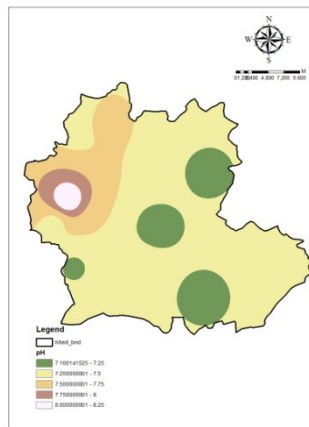 N
W E
S
M
Legend
Khed_bnd
pH
7.100141525 - 7.25
7.250000001 - 7.5
7.500000001 - 7.75
7.750000001 - 8
8.000000001 - 8.25